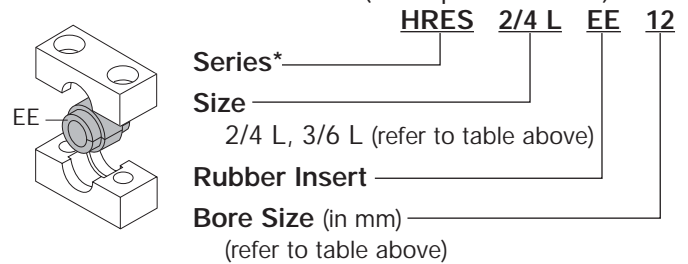 HRES 2/4 L EE 12
Series*
Size
EE
2/4 L, 3/6 L (refer to table above)
Rubber Insert
Bore Size (in mm)
(refer to table above)